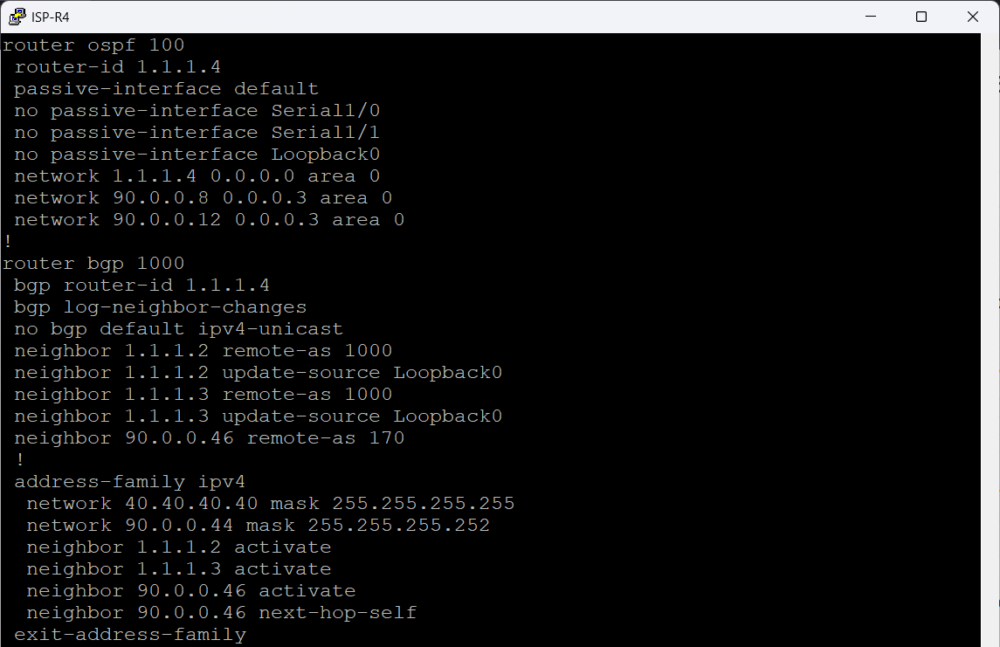 ISP-R4
router ospf 100
 router-id 1.1.1.4
 passive-interface default
 no passive-interface Serial1/0
 no passive-interface Serial1/1
 no passive-interface Loopback0
 network 1.1.1.4 0.0.0.0 area 0
 network 90.0.0.8 0.0.0.3 area 0
 network 90.0.0.12 0.0.0.3 area 0
!
router bgp 1000
 bgp router-id 1.1.1.4
 bgp log-neighbor-changes
 no bgp default ipv4-unicast
 neighbor 1.1.1.2 remote-as 1000
 neighbor 1.1.1.2 update-source Loopback0
 neighbor 1.1.1.3 remote-as 1000
 neighbor 1.1.1.3 update-source Loopback0
 neighbor 90.0.0.46 remote-as 170
 !
 address-family ipv4
  network 40.40.40.40 mask 255.255.255.255
  network 90.0.0.44 mask 255.255.255.252
  neighbor 1.1.1.2 activate
  neighbor 1.1.1.3 activate
  neighbor 90.0.0.46 activate
  neighbor 90.0.0.46 next-hop-self
 exit-address-family